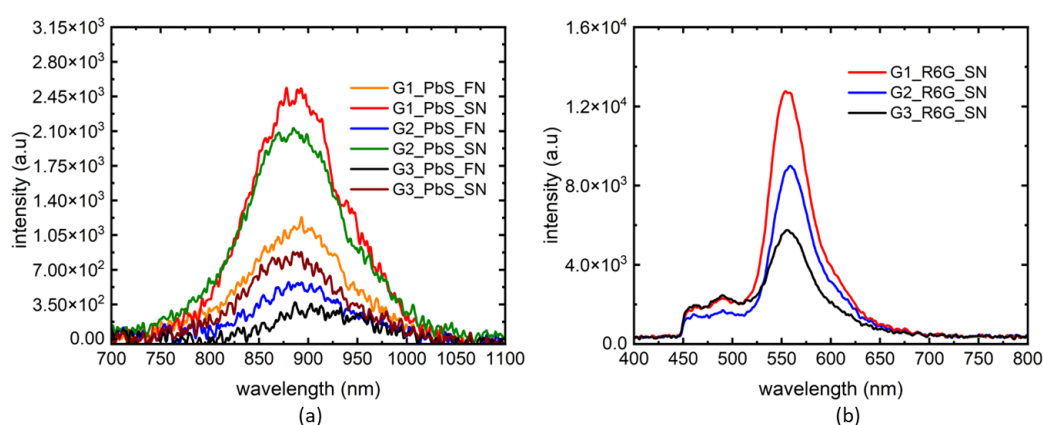 3.15×10³
2.80×10³
2.45×10³
2.10×10³
1.75×10³
1.40×10³
1.05×10³
7.00×10²
3.50×10²
0.00
intensity (a.u)
G1_PbS_FN
G1_PbS_SN
G2_PbS_FN
G2_PbS_SN
G3_PbS_FN
G3_PbS_SN
700 750 800 850 900 950 1000 1050 1100
wavelength (nm)
(a)
1.6×10⁴
1.2×10⁴
8.0×10³
4.0×10³
0.0
intensity (a.u)
G1_R6G_SN
G2_R6G_SN
G3_R6G_SN
400 450 500 550 600 650 700 750 800
wavelength (nm)
(b)